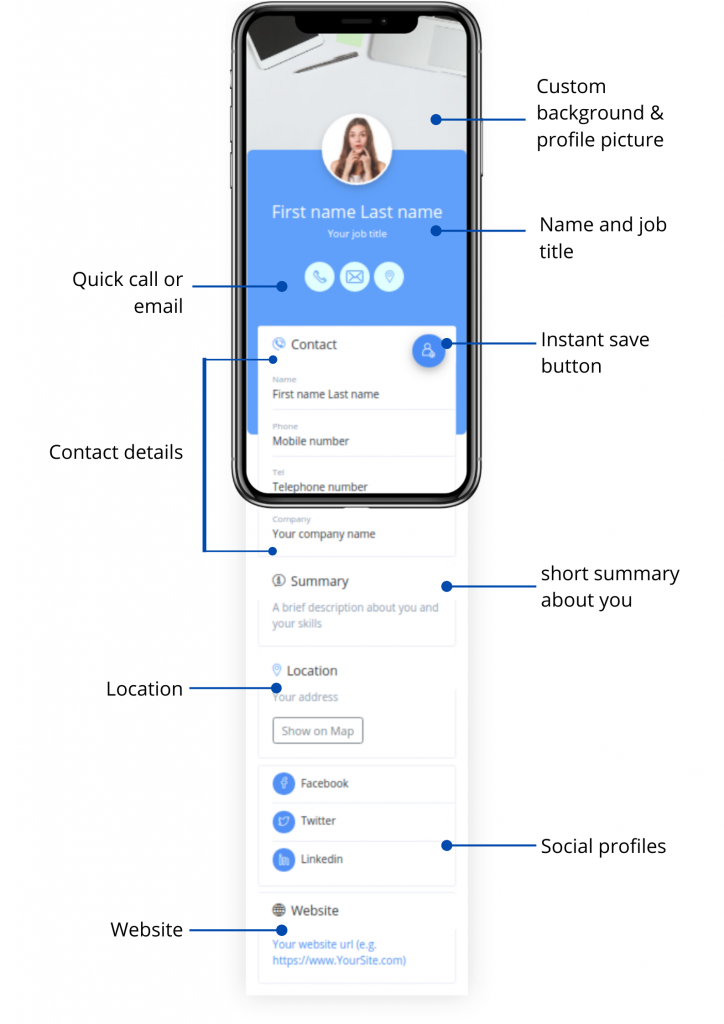 Custom
background &
profile picture
First name Last name
Your job title
Name and job
title
Quick call or
email
Contact
Instant save
button
Name
First name Last name
Phone
Mobile number
Contact details
Tel
Telephone number
Company
Your company name
Summary
short summary
about you
A brief description about you and
your skills
Location
Location
Your address
Show on Map
Facebook
Twitter
Linkedin
Social profiles
Website
Website
Your website url (e.g.
https://www.YourSite.com)